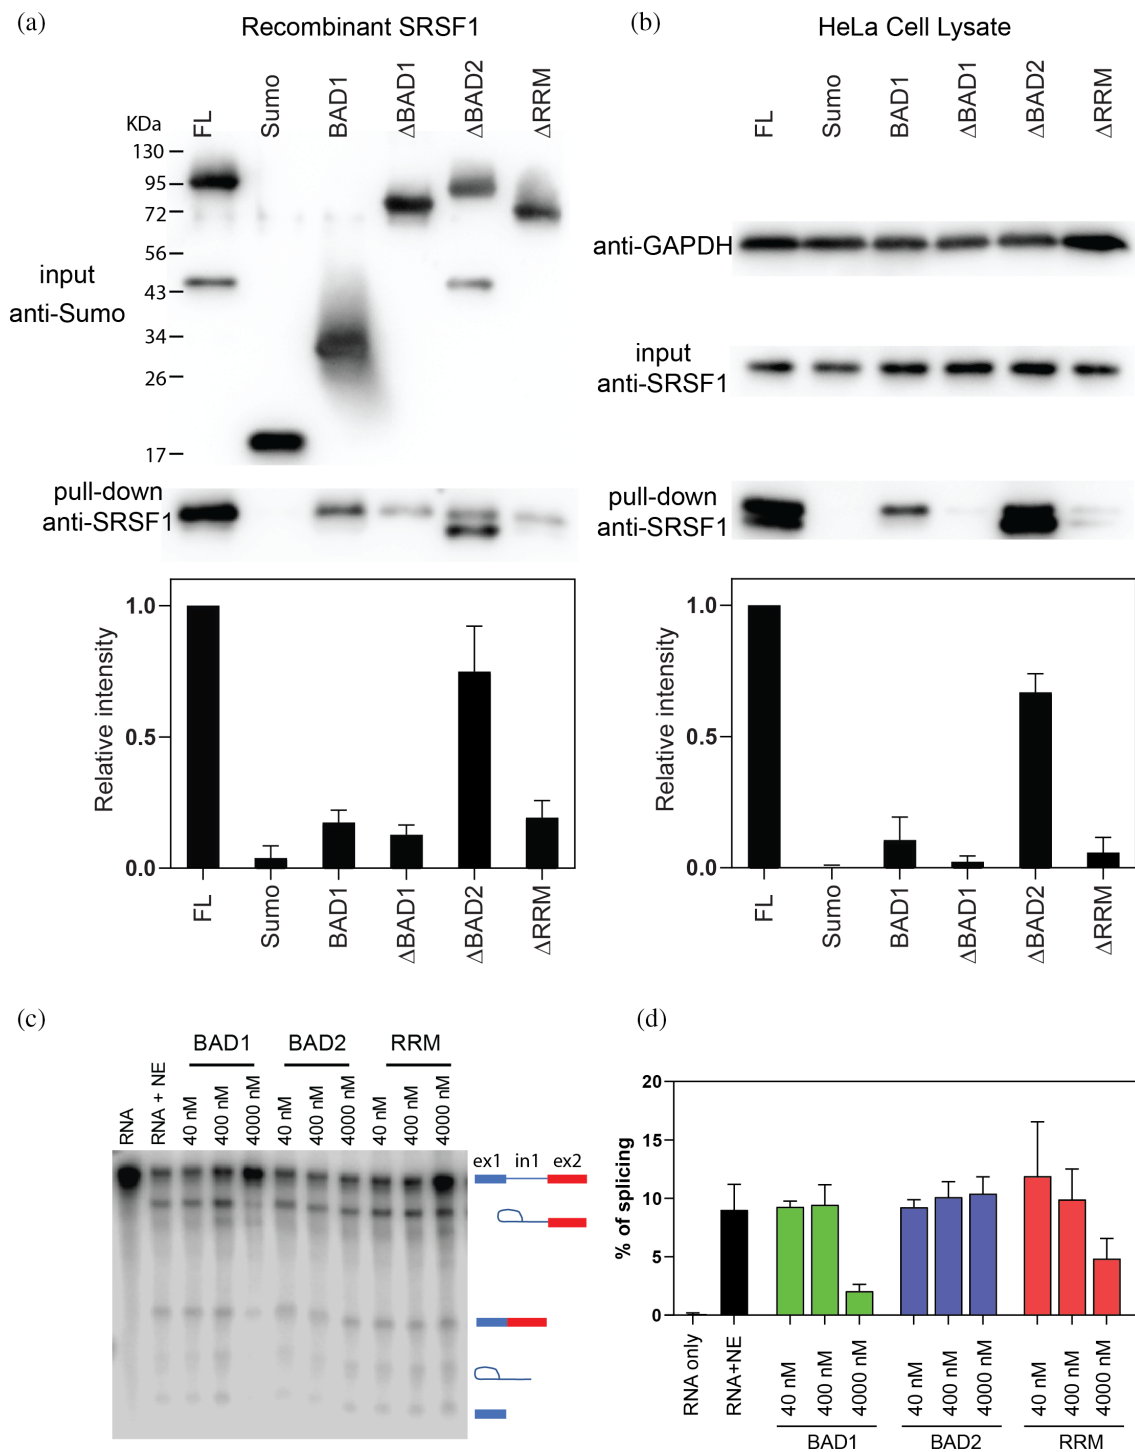 (a)
Recombinant SRSF1
FL
Sumo
BAD1
ΔBAD1
ΔBAD2
ΔRRM
KDa
130
95
72
56
43
34
26
17
input
anti-Sumo
pull-down
anti-SRSF1
Relative intensity
1.0
0.5
0.0
FL
Sumo
BAD1
ΔBAD1
ΔBAD2
ΔRRM
(b)
HeLa Cell Lysate
FL
Sumo
BAD1
ΔBAD1
ΔBAD2
ΔRRM
anti-GAPDH
input
anti-SRSF1
pull-down
anti-SRSF1
Relative intensity
1.0
0.5
0.0
FL
Sumo
BAD1
ΔBAD1
ΔBAD2
ΔRRM
(c)
BAD1
BAD2
RRM
RNA
RNA + NE
40 nM
400 nM
4000 nM
40 nM
400 nM
4000 nM
40 nM
400 nM
4000 nM
ex1 in1 ex2
(d)
% of splicing
20
15
10
5
0
RNA only
RNA+NE
40 nM
400 nM
4000 nM
40 nM
400 nM
4000 nM
40 nM
400 nM
4000 nM
BAD1
BAD2
RRM